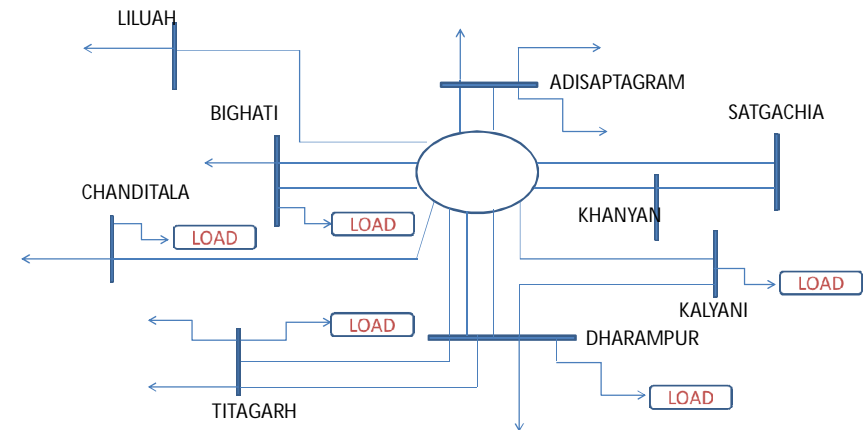 LILUAH
ADISAPTAGRAM
BIGHATI
SATGACHIA
CHANDITALA
KHANYAN
LOAD
LOAD
LOAD
KALYANI
LOAD
DHARAMPUR
LOAD
TITAGARH